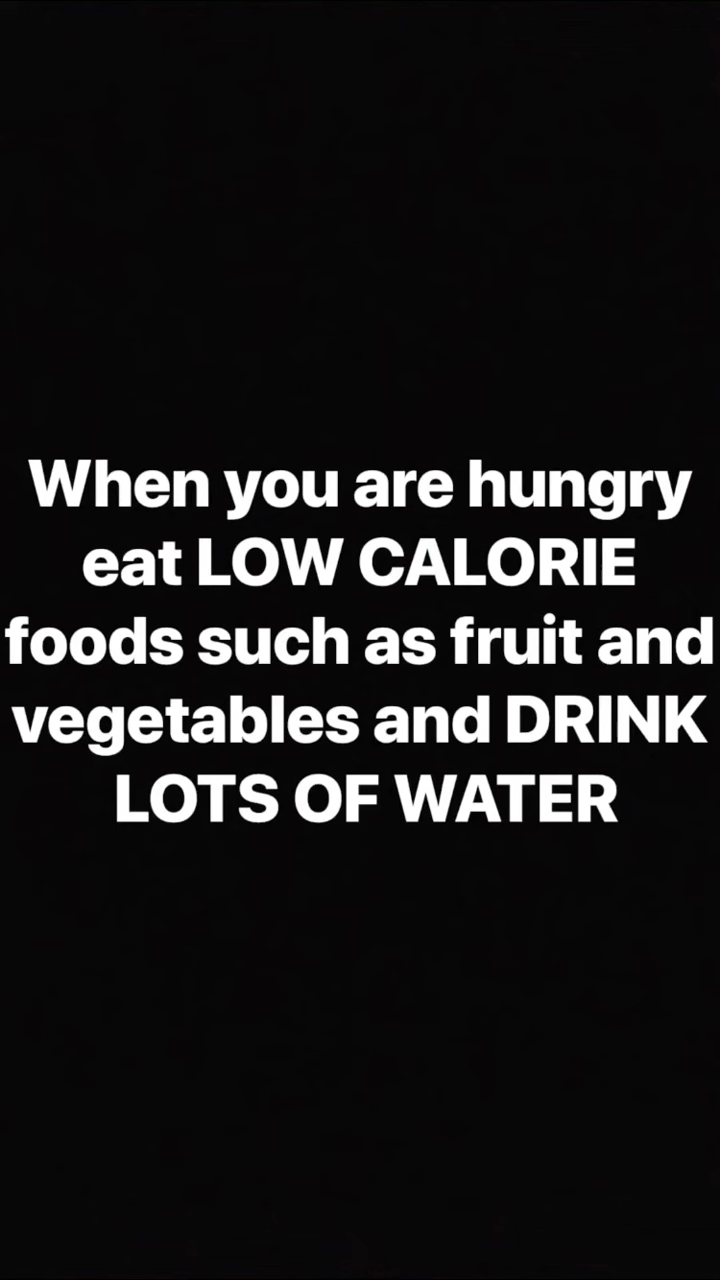 When you are hungry
eat LOW CALORIE
foods such as fruit and
vegetables and DRINK
LOTS OF WATER